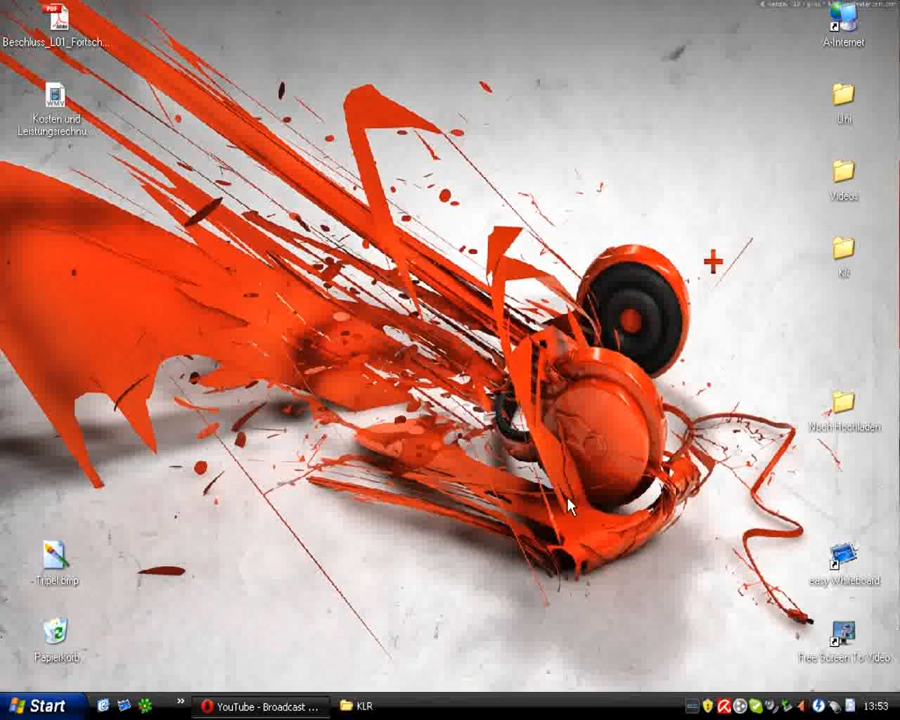 Beschluss_L01_Fortsch...
A-Internet
WMV
Kosten und
Leistungsrechnu...
Uni
Videos
Noch Hochladen
Tripel.bmp
easy Whiteboard
Papierkorb
Free Screen To Video
Start
YouTube - Broadcast ...
KLR
13:53